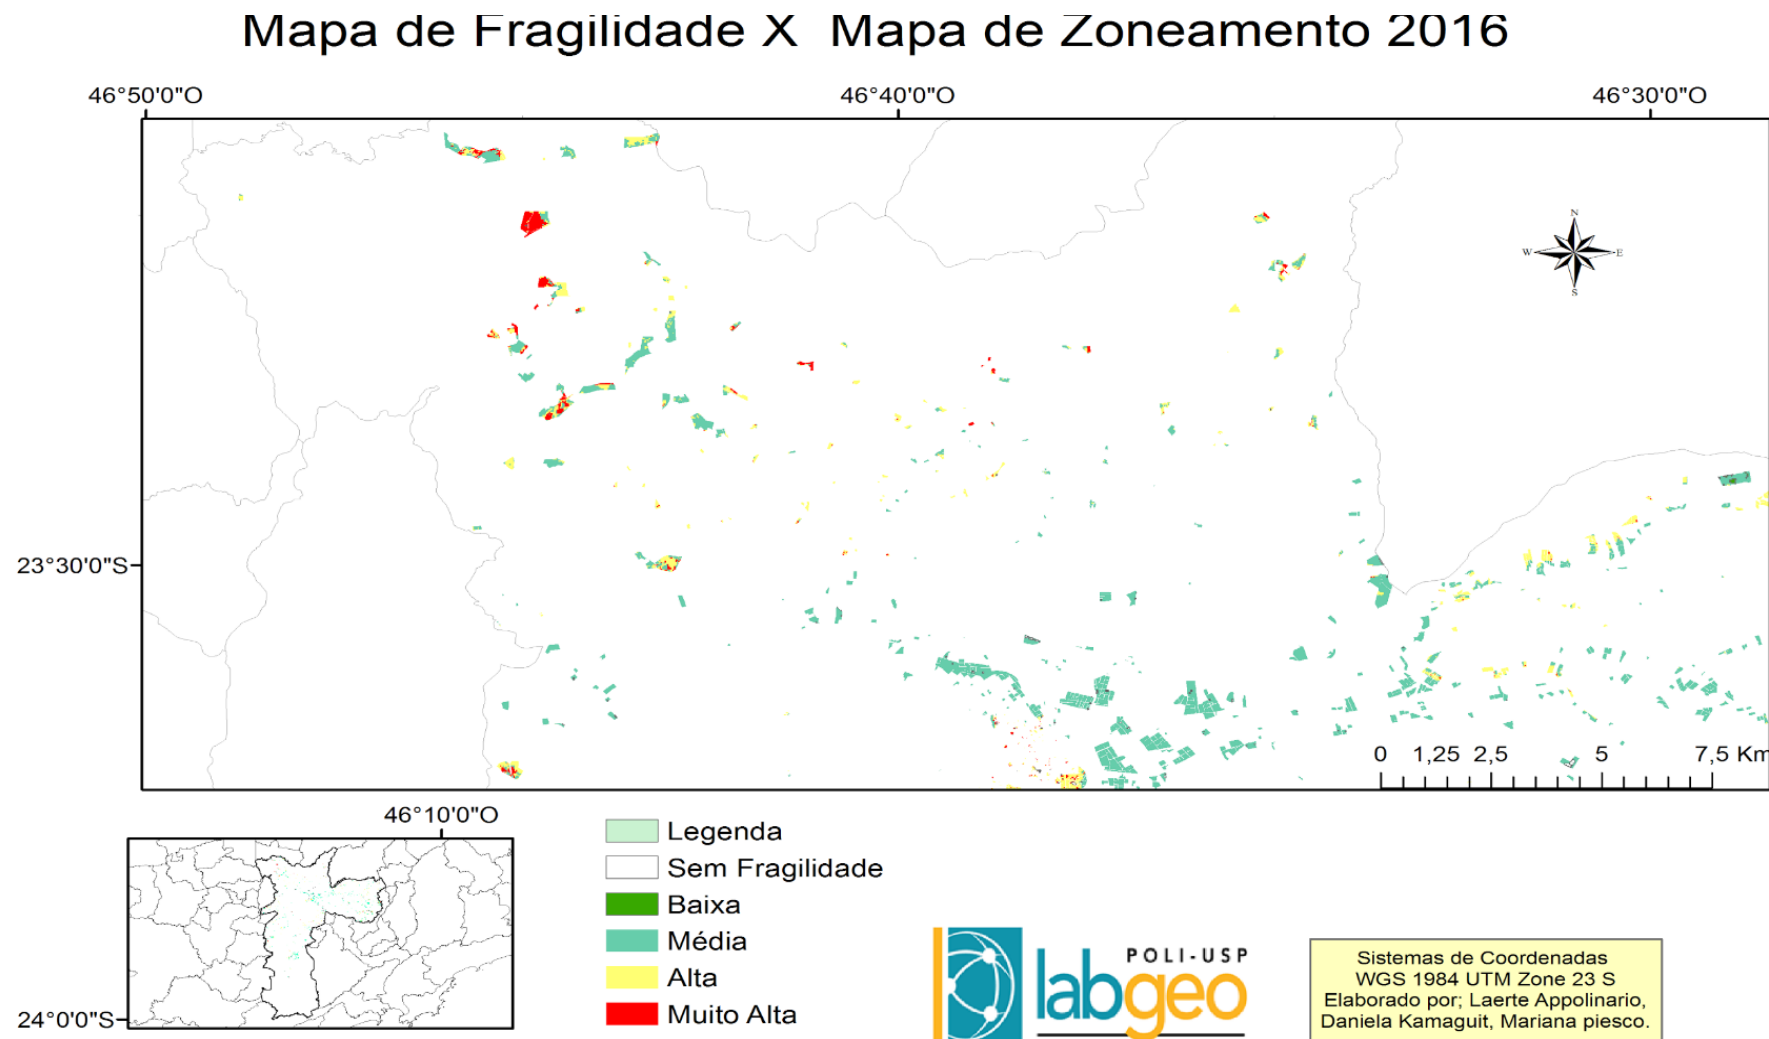 Mapa de Fragilidade X Mapa de Zoneamento 2016
46°50'0"O
46°40'0"O
46°30'0"O
N
W
E
S
23°30'0"S
0
1,25
2,5
5
7,5 Km
46°10'0"O
24°0'0"S
Legenda
Sem Fragilidade
Baixa
Média
Alta
Muito Alta
POLI-USP
labgeo
Sistemas de Coordenadas
WGS 1984 UTM Zone 23 S
Elaborado por; Laerte Appolinario,
Daniela Kamaguit, Mariana piesco.